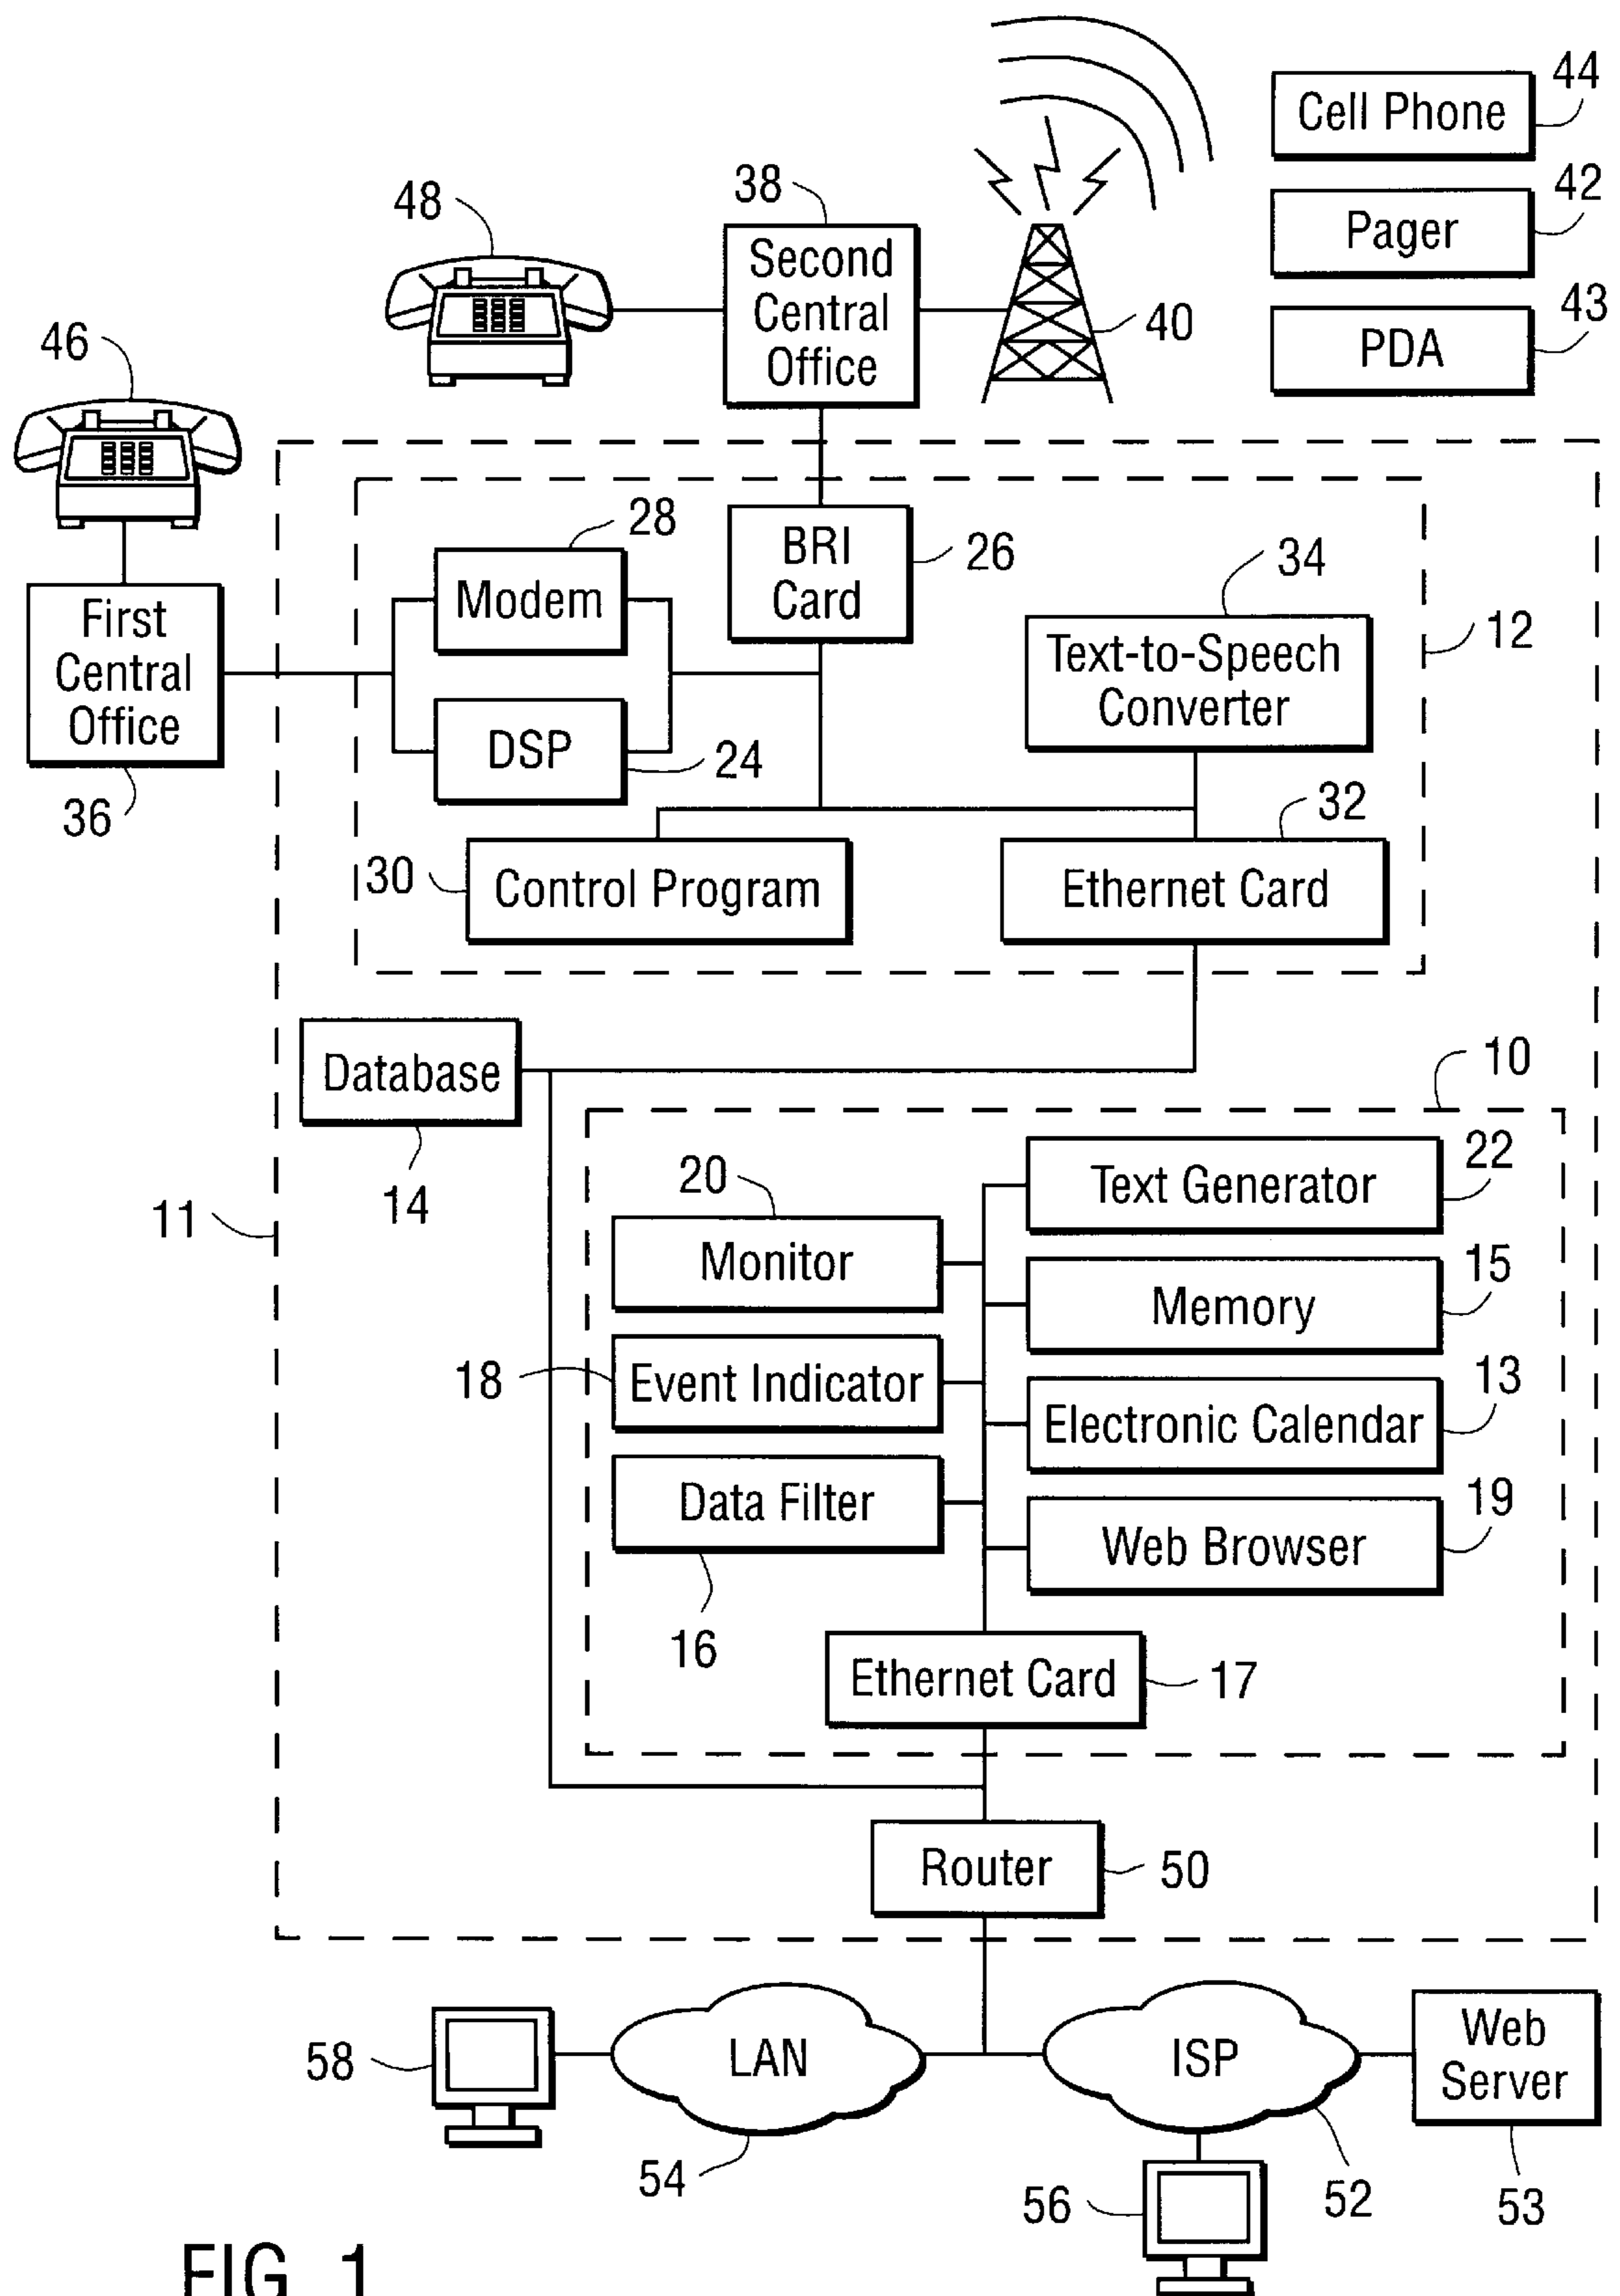 44
Cell Phone
42
Pager
43
PDA
38
Second
Central
Office
48
40
46
28
BRI
Card
26
34
Modem
Text-to-Speech
Converter
12
First
Central
Office
36
DSP
24
32
30
Control Program
Ethernet Card
Database
14
10
11
20
22
Text Generator
Monitor
15
Memory
18
Event Indicator
13
Electronic Calendar
Data Filter
19
Web Browser
16
Ethernet Card
17
Router
50
58
LAN
ISP
Web
Server
54
56
52
53
FIG. 1